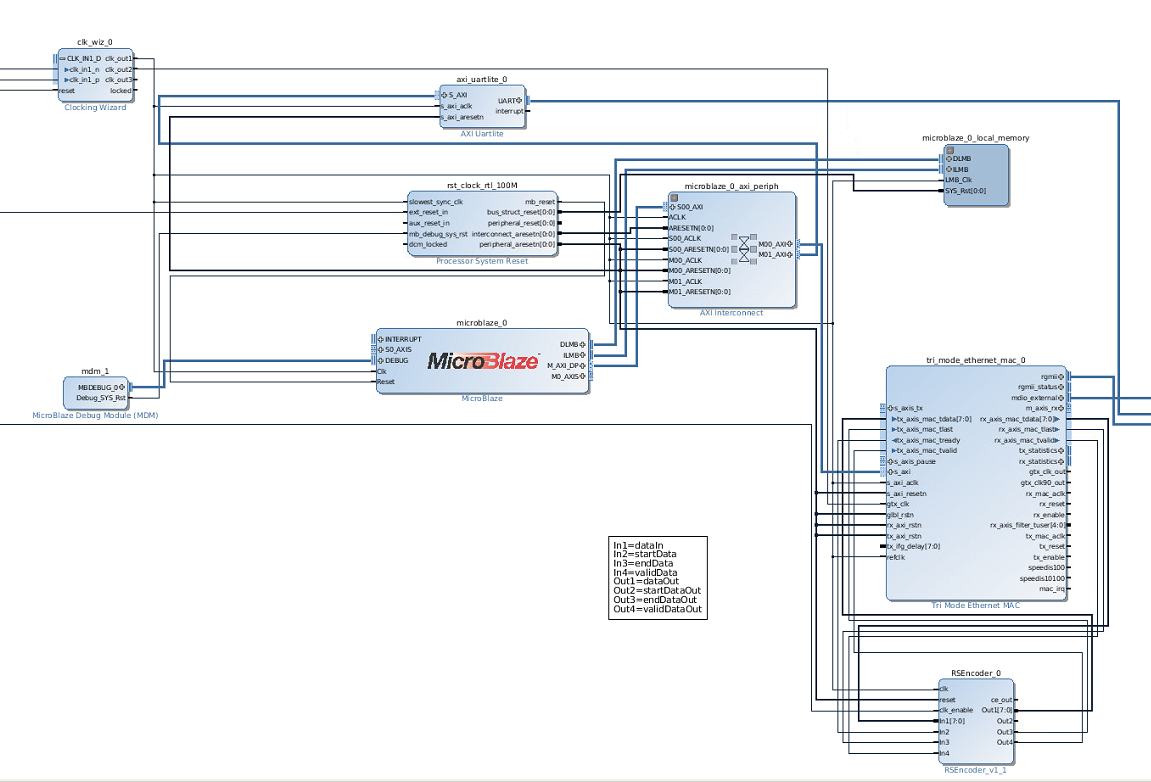 clk_wiz_0
CLK_IN1_D clk_out1
clk_in1_n clk_out2
clk_in1_p clk_out3
reset locked
Clocking Wizard
axi_uartlite_0
S_AXI
UART
s_axi_aclk
interrupt
s_axi_aresetn
AXI Uartlite
microblaze_0_local_memory
DLMB
ILMB
LMB_Clk
SYS_Rst[0:0]
rst_clock_rtl_100M
slowest_sync_clk mb_reset
ext_reset_in bus_struct_reset[0:0]
aux_reset_in peripheral_reset[0:0]
mb_debug_sys_rst interconnect_aresetn[0:0]
dcm_locked peripheral_aresetn[0:0]
Processor System Reset
microblaze_0_axi_periph
S00_AXI
ACLK
ARESETN[0:0]
S00_ACLK
S00_ARESETN[0:0]
M00_ACLK
M00_ARESETN[0:0]
M01_ACLK
M01_ARESETN[0:0]
M00_AXI
M01_AXI
AXI Interconnect
microblaze_0
INTERRUPT
S0_AXIS
DEBUG
Clk
Reset
MicroBlaze
DLMB
ILMB
M_AXI_DP
M0_AXIS
MicroBlaze
mdm_1
MBDEBUG_0
Debug_SYS_Rst
MicroBlaze Debug Module (MDM)
tri_mode_ethernet_mac_0
rgmii
rgmii_status
mdio_external
s_axis_tx m_axis_rx
tx_axis_mac_tdata[7:0] rx_axis_mac_tdata[7:0]
tx_axis_mac_tlast rx_axis_mac_tlast
tx_axis_mac_tready rx_axis_mac_tvalid
tx_axis_mac_tvalid tx_statistics
s_axis_pause rx_statistics
s_axi gtx_clk_out
s_axi_aclk gtx_clk90_out
s_axi_resetn rx_mac_aclk
gtx_clk rx_reset
glbl_rstn rx_enable
rx_axi_rstn rx_axis_filter_tuser[4:0]
tx_axi_rstn tx_mac_aclk
tx_ifg_delay[7:0] tx_reset
refclk tx_enable
speedis100
speedis10100
mac_irq
Tri Mode Ethernet MAC
In1=dataIn
In2=startData
In3=endData
In4=validData
Out1=dataOut
Out2=startDataOut
Out3=endDataOut
Out4=validDataOut
RSEncoder_0
clk
reset ce_out
clk_enable Out1[7:0]
In1[7:0] Out2
In2 Out3
In3 Out4
In4
RSEncoder_v1_1